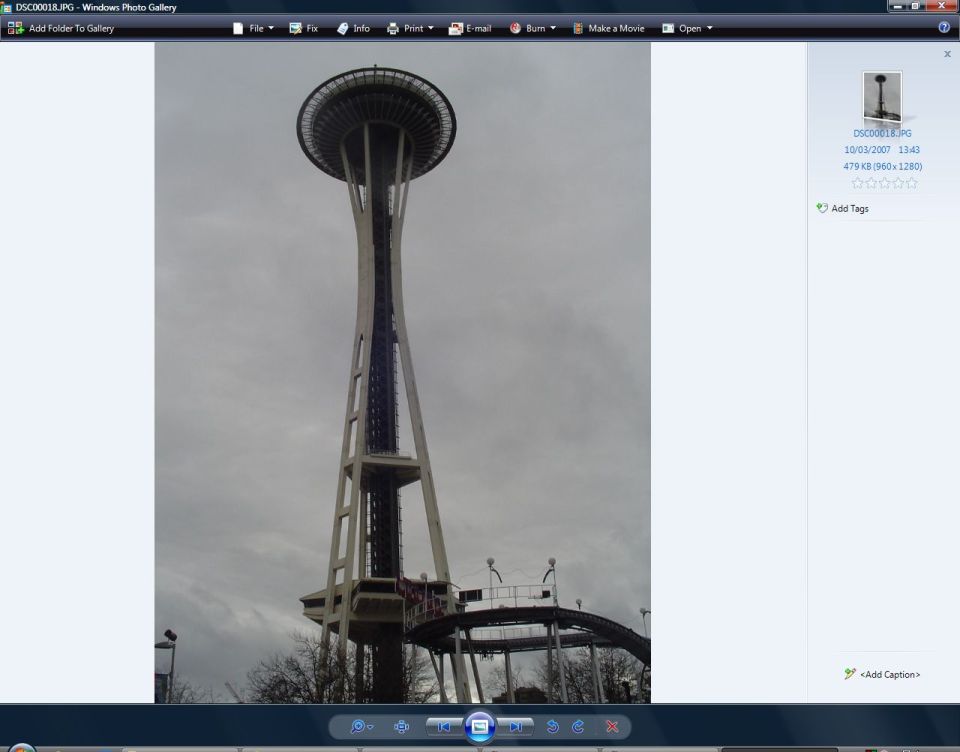 DSC00018.JPG - Windows Photo Gallery
Add Folder To Gallery File Fix Info Print E-mail Burn Make a Movie Open
DSC00018.JPG
10/03/2007 13:43
479 KB (960 x 1280)
Add Tags
<Add Caption>